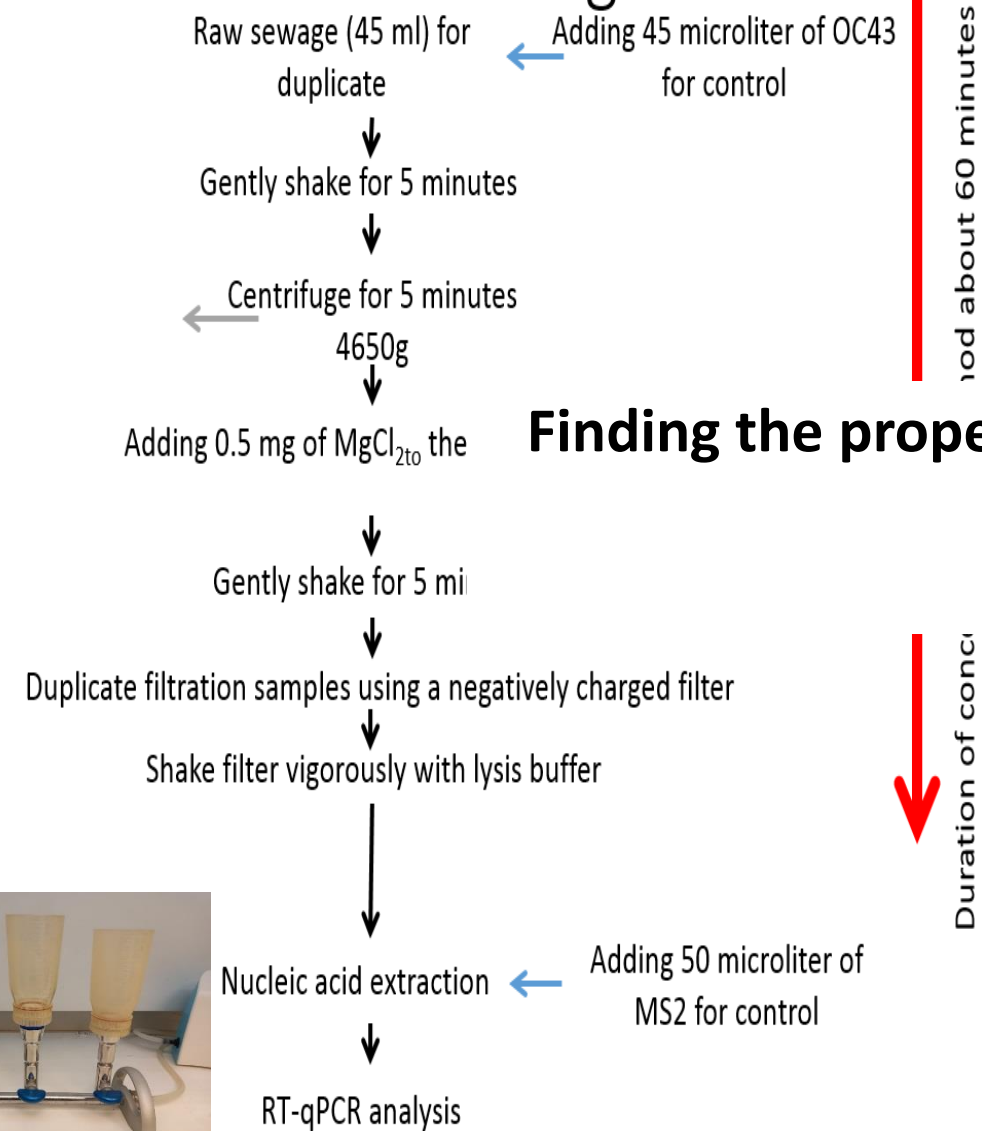 Raw sewage (45 ml) for
duplicate
Adding 45 microliter of OC43
for control
Gently shake for 5 minutes
Centrifuge for 5 minutes
4650g
Adding 0.5 mg of MgCl2to the
Finding the prope
Gently shake for 5 mi
Duplicate filtration samples using a negatively charged filter
Shake filter vigorously with lysis buffer
Nucleic acid extraction
Adding 50 microliter of
MS2 for control
RT-qPCR analysis
Duration of conc
hod about 60 minutes